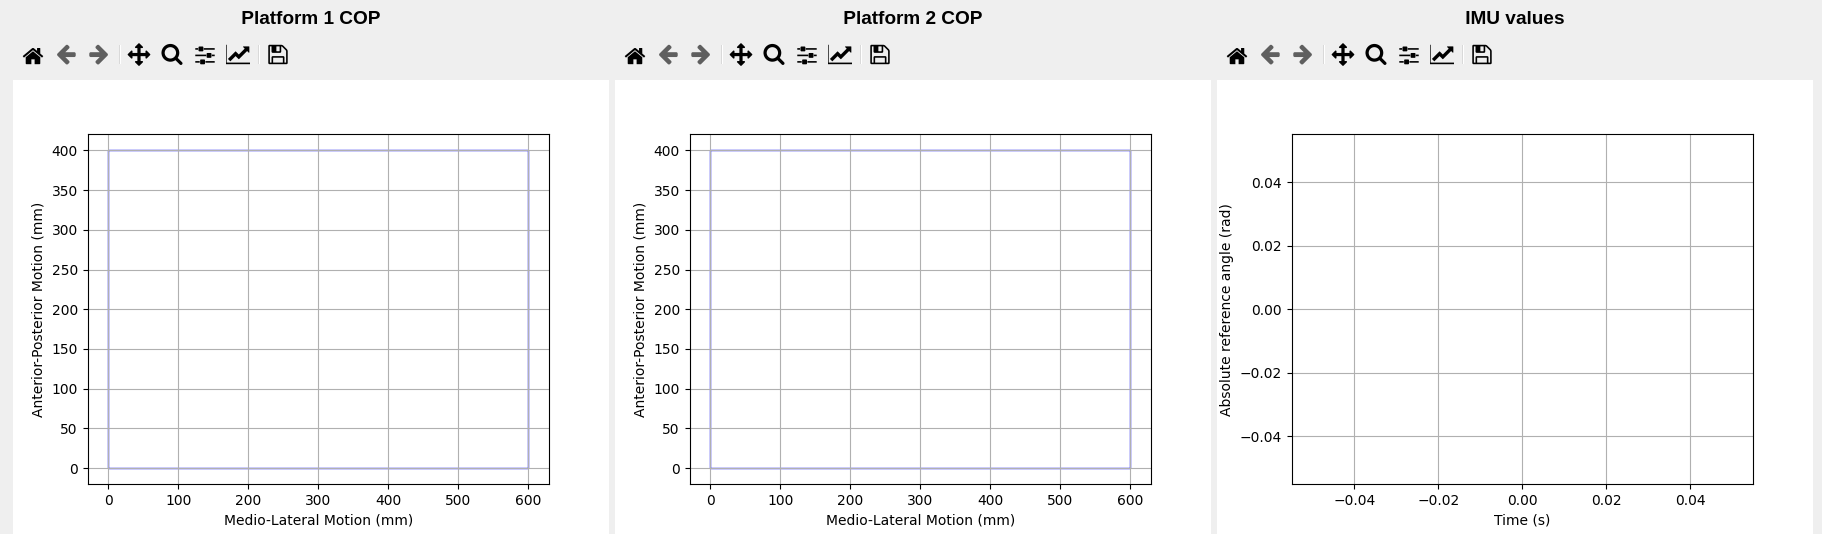 Platform 1 COP
Anterior-Posterior Motion (mm)
400
350
300
250
200
150
100
50
0
0 100 200 300 400 500 600
Medio-Lateral Motion (mm)
Platform 2 COP
Anterior-Posterior Motion (mm)
400
350
300
250
200
150
100
50
0
0 100 200 300 400 500 600
Medio-Lateral Motion (mm)
IMU values
Absolute reference angle (rad)
0.04
0.02
0.00
−0.02
−0.04
−0.04 −0.02 0.00 0.02 0.04
Time (s)